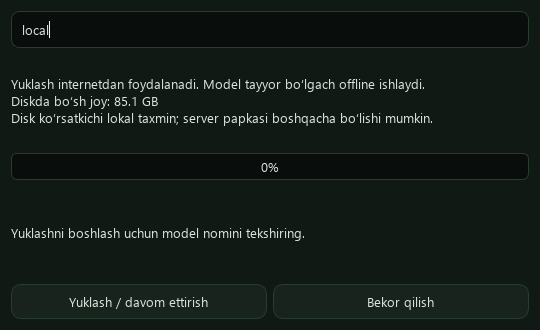 local
Yuklash internetdan foydalanadi. Model tayyor bo‘lgach offline ishlaydi.
Diskda bo‘sh joy: 85.1 GB
Disk ko‘rsatkichi lokal taxmin; server papkasi boshqacha bo‘lishi mumkin.
0%
Yuklashni boshlash uchun model nomini tekshiring.
Yuklash / davom ettirish
Bekor qilish